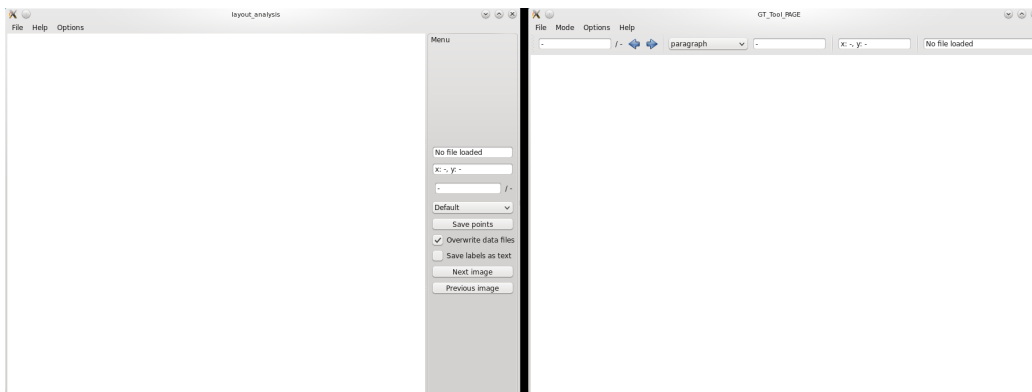 layout_analysis
File Help Options
Menu
No file loaded
x: -, y: -
- / -
Default
Save points
Overwrite data files
Save labels as text
Next image
Previous image
GT_Tool_PAGE
File Mode Options Help
- / - paragraph - x: -, y: - No file loaded